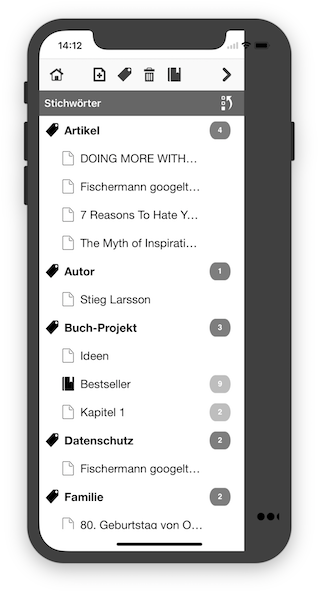 14:12
Stichwörter
Artikel 4
DOING MORE WITH...
Fischermann googelt...
7 Reasons To Hate Y...
The Myth of Inspirati...
Autor 1
Stieg Larsson
Buch-Projekt 3
Ideen
Bestseller 9
Kapitel 1 2
Datenschutz 2
Fischermann googelt...
Familie 2
80. Geburtstag von O...